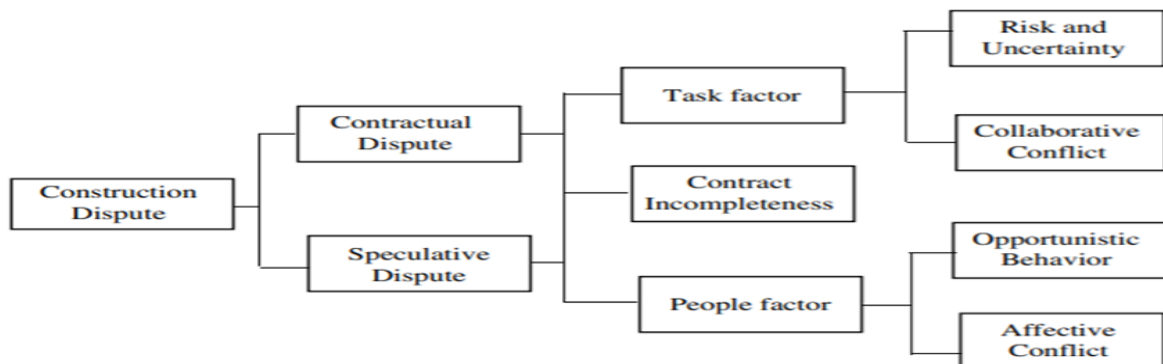 Construction
Dispute
Contractual
Dispute
Speculative
Dispute
Task factor
Contract
Incompleteness
People factor
Risk and
Uncertainty
Collaborative
Conflict
Opportunistic
Behavior
Affective
Conflict